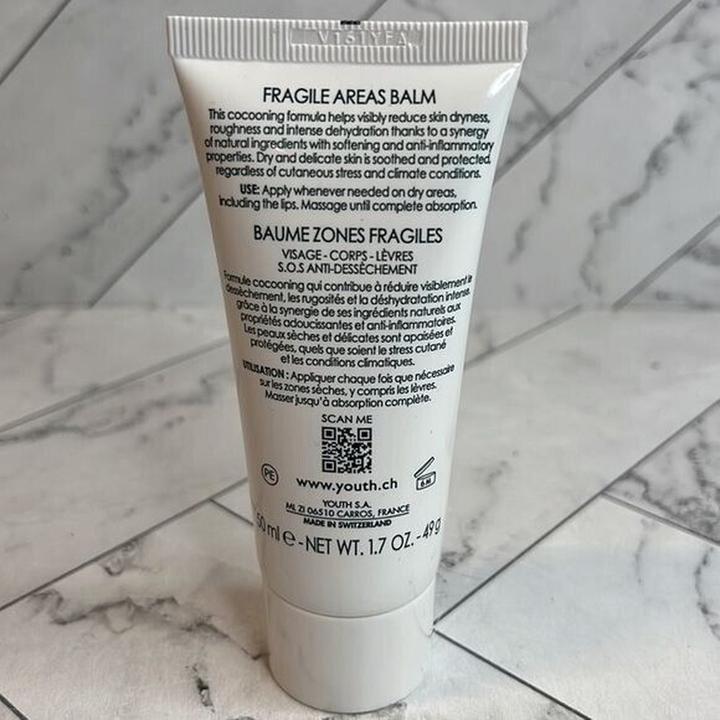 V161YFA
FRAGILE AREAS BALM
This cocooning formula helps visibly reduce skin dryness,
roughness and intense dehydration thanks to a synergy
of natural ingredients with softening and anti-inflammatory
properties. Dry and delicate skin is soothed and protected,
regardless of cutaneous stress and climate conditions.
USE: Apply whenever needed on dry areas,
including the lips. Massage until complete absorption.
BAUME ZONES FRAGILES
VISAGE - CORPS - LÈVRES
S.O.S ANTI-DESSÈCHEMENT
Formule cocooning qui contribue à réduire visiblement le
dessèchement, les rugosités et la déshydratation intense,
grâce à la synergie de ses ingrédients naturels aux
propriétés adoucissantes et anti-inflammatoires.
Les peaux sèches et délicates sont apaisées et
protégées, quels que soient le stress cutané
et les conditions climatiques.
UTILISATION : Appliquer chaque fois que nécessaire
sur les zones sèches, y compris les lèvres.
Masser jusqu'à absorption complète.
SCAN ME
PE
6 M
www.youth.ch
YOUTH S.A.
ML ZI 06510 CARROS, FRANCE
MADE IN SWITZERLAND
50 ml e - NET WT. 1.7 OZ. - 49 g